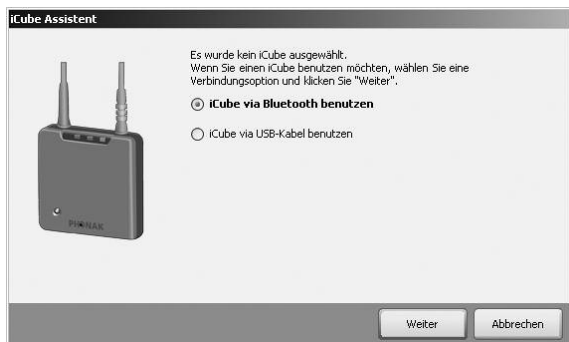 iCube Assistent
Es wurde kein iCube ausgewählt.
Wenn Sie einen iCube benutzen möchten, wählen Sie eine
Verbindungsoption und klicken Sie "Weiter".
iCube via Bluetooth benutzen
iCube via USB-Kabel benutzen
PHONAK
Weiter
Abbrechen